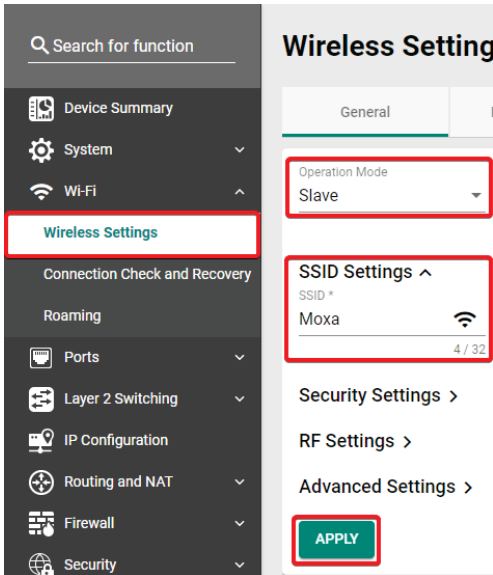 Search for function
Device Summary
System
Wi-Fi
Wireless Settings
Connection Check and Recovery
Roaming
Ports
Layer 2 Switching
IP Configuration
Routing and NAT
Firewall
Security
Wireless Setting
General
Operation Mode
Slave
SSID Settings
SSID *
Moxa
4 / 32
Security Settings
RF Settings
Advanced Settings
APPLY